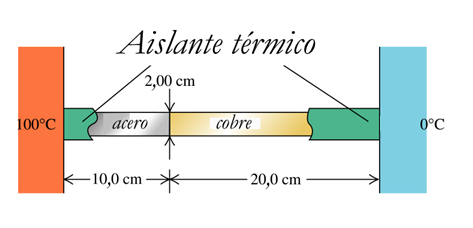 Aislante térmico
2,00 cm
100°C
acero
cobre
0°C
10,0 cm
20,0 cm